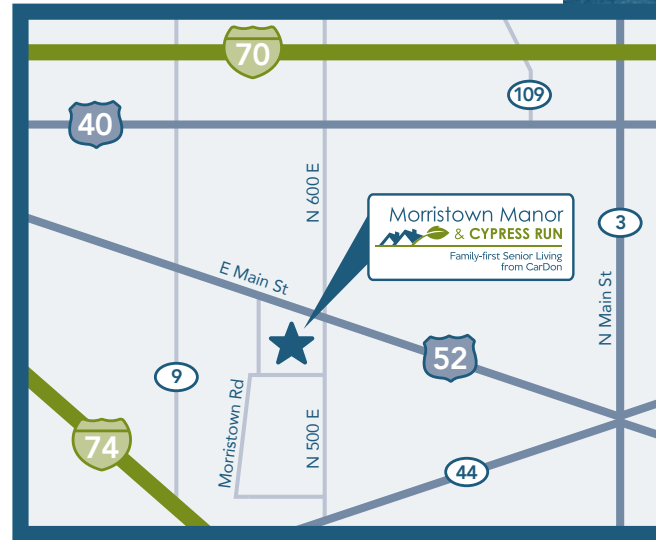 70
109
40
N 600 E
Morristown Manor
& CYPRESS RUN
Family-first Senior Living
from CarDon
3
E Main St
N Main St
52
9
Morristown Rd
N 500 E
74
44